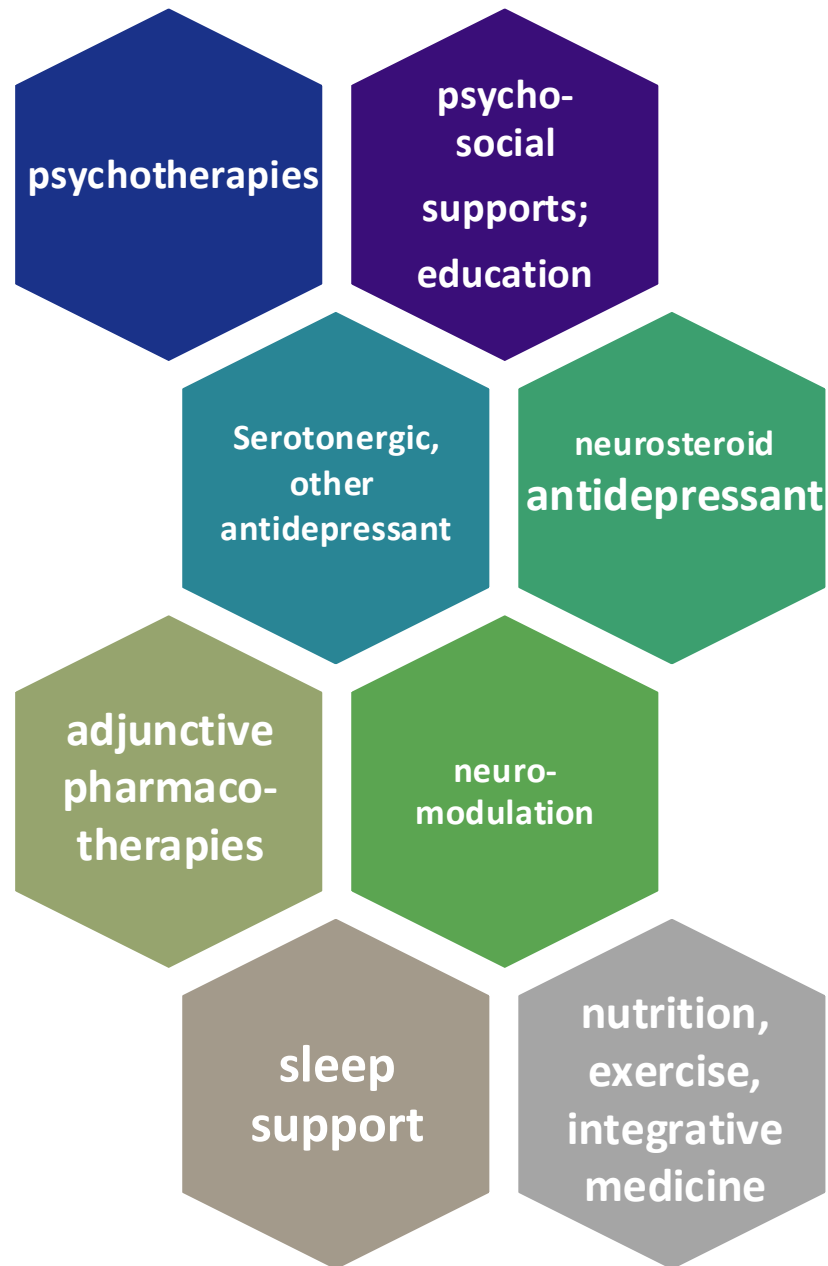 psychotherapies
psycho-
social
supports;
education
Serotonergic,
other
antidepressant
neurosteroid
antidepressant
adjunctive
pharmaco-
therapies
neuro-
modulation
sleep
support
nutrition,
exercise,
integrative
medicine